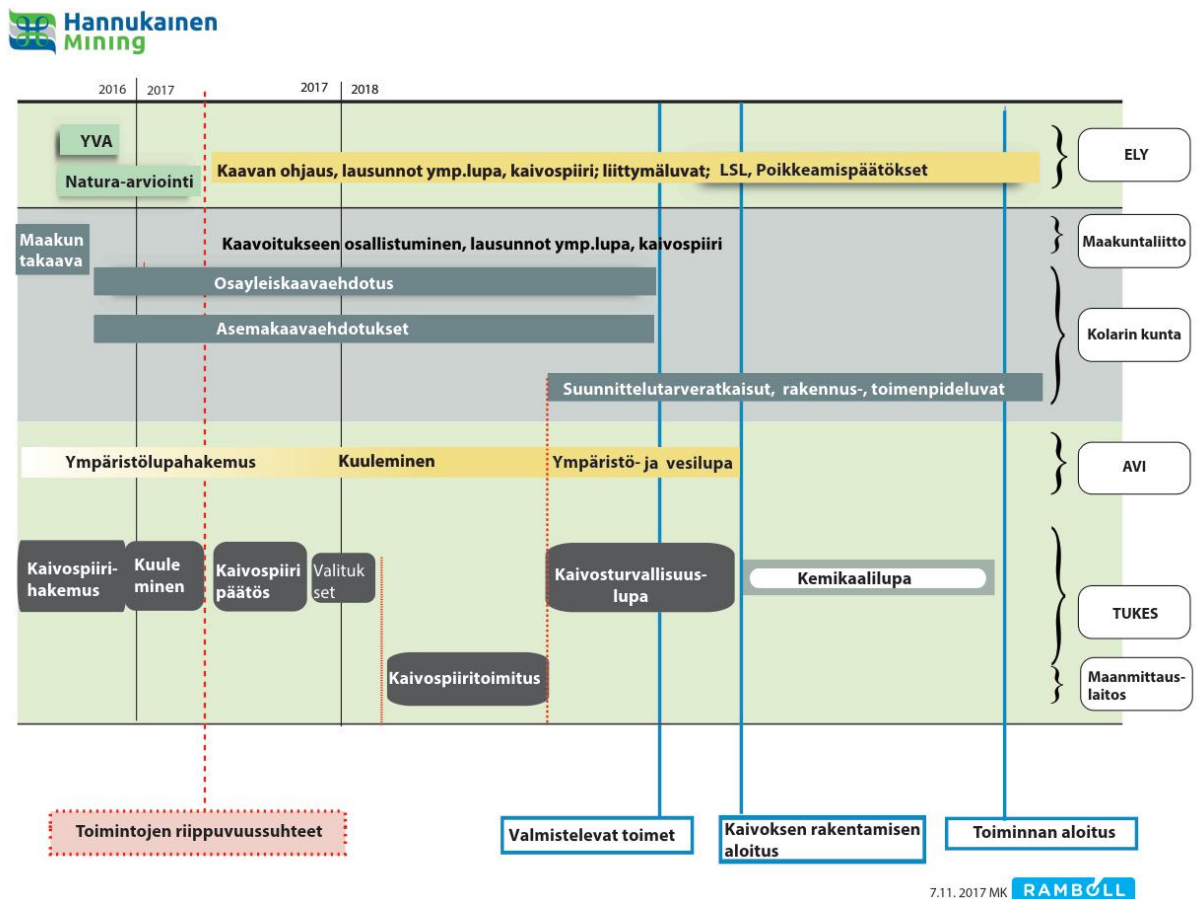 Hannukainen
Mining
2016 2017
2017 2018
YVA
Natura-arviointi
Kaavan ohjaus, lausunnot ymp.lupa, kaivospiiri; liittymäluvat; LSL, Poikkeamispäätökset
ELY
Maakun
takaava
Kaavoitukseen osallistuminen, lausunnot ymp.lupa, kaivospiiri
Maakuntaliitto
Osayleiskaavaehdotus
Asemakaavaehdotukset
Kolarin kunta
Suunnittelutarveratkaisut, rakennus-, toimenpideluvat
Ympäristölupahakemus
Kuuleminen
Ympäristö- ja vesilupa
AVI
Kaivospiiri-
hakemus
Kuule
minen
Kaivospiiri
päätös
Valituk
set
Kaivosturvallisuus-
lupa
Kemikaalilupa
TUKES
Kaivospiiritoimitus
Maanmittaus-
laitos
Toimintojen riippuvuussuhteet
Valmistelevat toimet
Kaivoksen rakentamisen
aloitus
Toiminnan aloitus
7.11. 2017 MK RAMBOLL